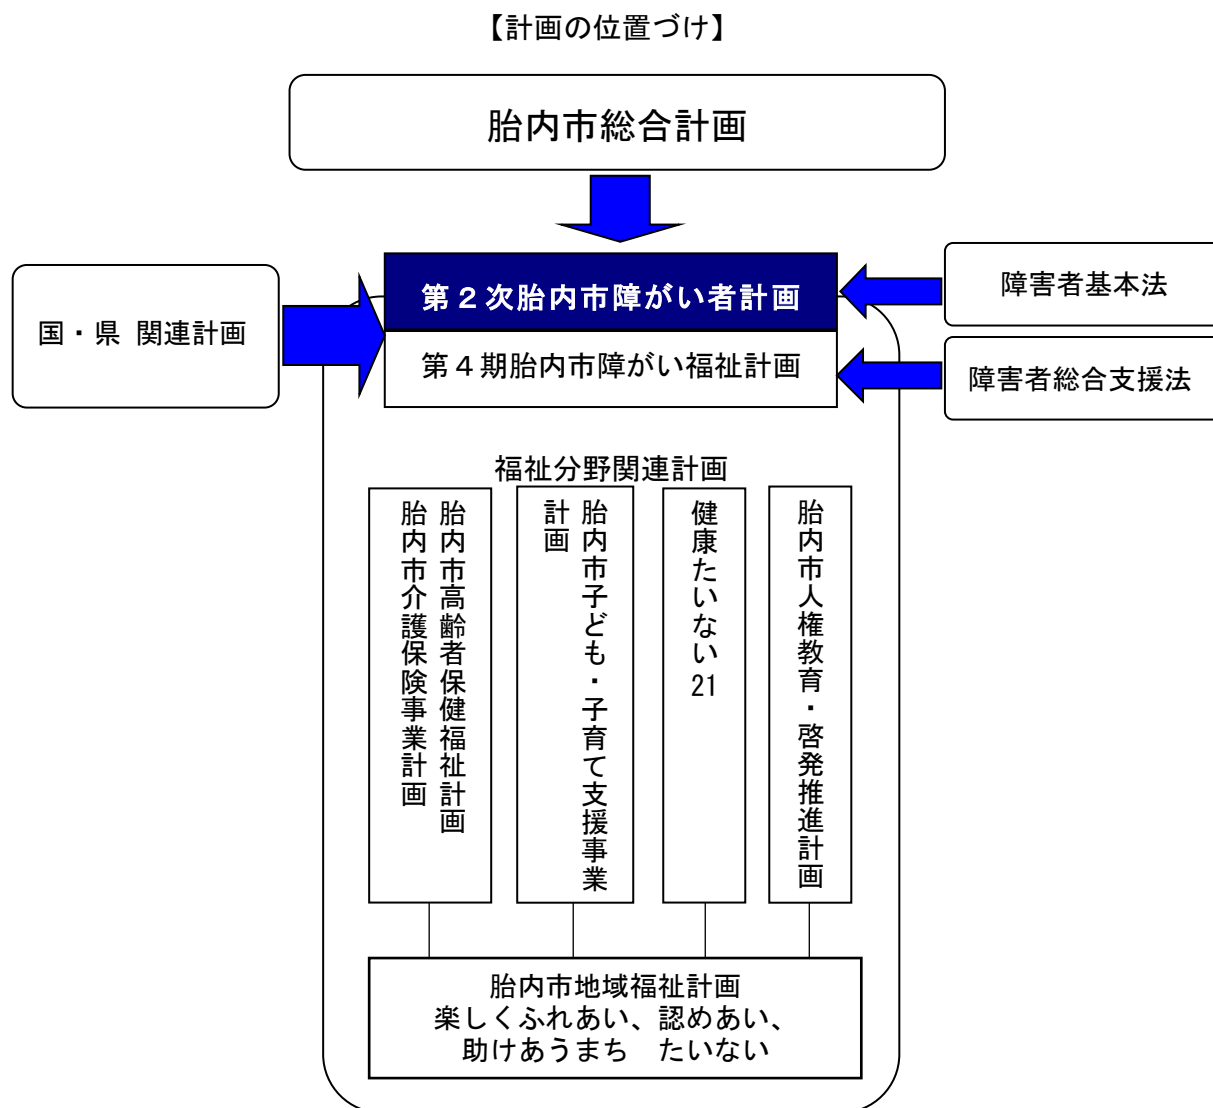 【計画の位置づけ】
胎内市総合計画
国・県 関連計画
第２次胎内市障がい者計画
第４期胎内市障がい福祉計画
障害者基本法
障害者総合支援法
福祉分野関連計画
胎内市高齢者保健福祉計画
胎内市介護保険事業計画
胎内市子ども・子育て支援事業
計画
健康たいない21
胎内市人権教育・啓発推進計画
胎内市地域福祉計画
楽しくふれあい、認めあい、
助けあうまち　たいない